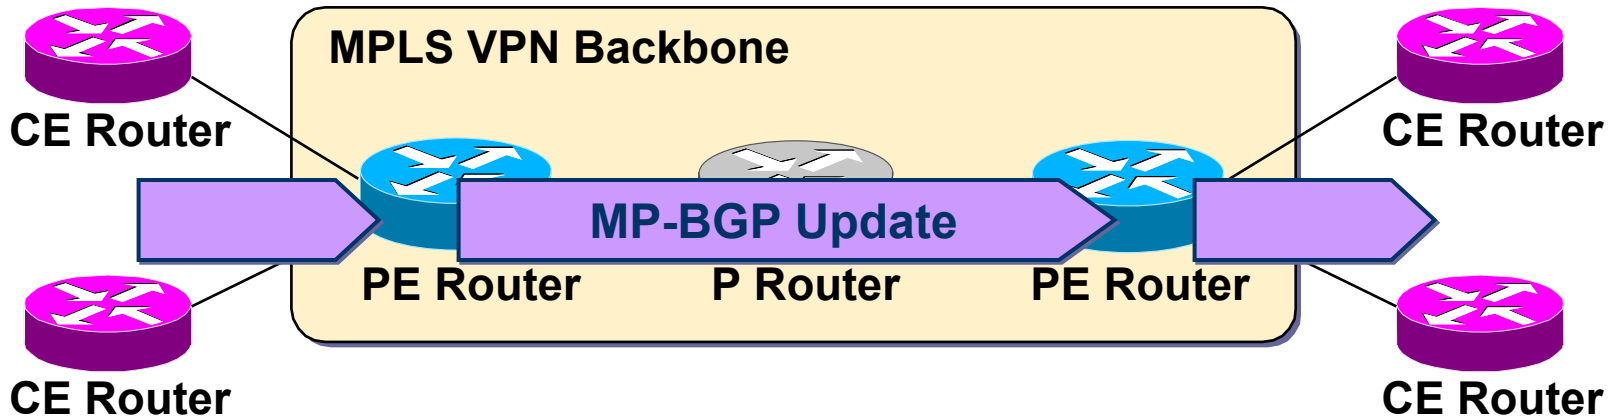 MPLS VPN Backbone
CE Router
CE Router
MP-BGP Update
PE Router
P Router
PE Router
CE Router
CE Router